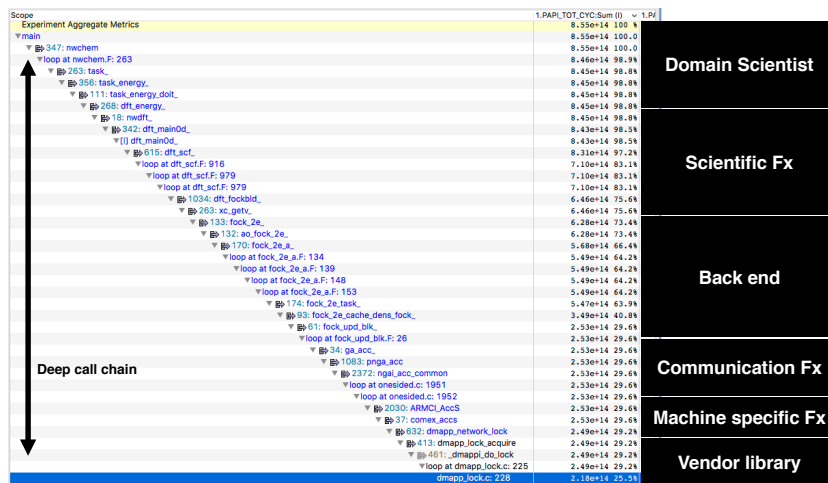 Scope 1.PAPI_TOT_CYC:Sum (I) 1.P/
Experiment Aggregate Metrics 8.55e+14 100 %
main 8.55e+14 100.0
347: nwchem 8.55e+14 100.0
loop at nwchem.F: 263 8.46e+14 98.9%
263: task_ 8.45e+14 98.8%
356: task_energy_ 8.45e+14 98.8%
111: task_energy_doit_ 8.45e+14 98.8%
268: dft_energy_ 8.45e+14 98.8%
18: nwdft_ 8.45e+14 98.8%
342: dft_main0d_ 8.43e+14 98.5%
[I] dft_main0d_ 8.43e+14 98.5%
615: dft_scf_ 8.31e+14 97.2%
loop at dft_scf.F: 916 7.10e+14 83.1%
loop at dft_scf.F: 979 7.10e+14 83.1%
loop at dft_scf.F: 979 7.10e+14 83.1%
1034: dft_fockbld_ 6.46e+14 75.6%
263: xc_getv_ 6.46e+14 75.6%
133: fock_2e_ 6.28e+14 73.4%
132: ao_fock_2e_ 6.28e+14 73.4%
170: fock_2e_a_ 5.68e+14 66.4%
loop at fock_2e_a.F: 134 5.49e+14 64.2%
loop at fock_2e_a.F: 139 5.49e+14 64.2%
loop at fock_2e_a.F: 148 5.49e+14 64.2%
loop at fock_2e_a.F: 153 5.49e+14 64.2%
174: fock_2e_task_ 5.47e+14 63.9%
93: fock_2e_cache_dens_fock_ 3.49e+14 40.8%
61: fock_upd_blk_ 2.53e+14 29.6%
loop at fock_upd_blk.F: 26 2.53e+14 29.6%
34: ga_acc_ 2.53e+14 29.6%
1083: pnga_acc 2.53e+14 29.6%
2372: ngai_acc_common 2.53e+14 29.6%
loop at onesided.c: 1951 2.53e+14 29.6%
loop at onesided.c: 1952 2.53e+14 29.6%
2030: ARMCI_AccS 2.53e+14 29.6%
37: comex_accs 2.53e+14 29.6%
632: dmapp_network_lock 2.49e+14 29.2%
413: dmapp_lock_acquire 2.49e+14 29.2%
461: _dmappi_do_lock 2.49e+14 29.2%
loop at dmapp_lock.c: 225 2.49e+14 29.2%
dmapp_lock.c: 228 2.18e+14 25.5%
Deep call chain
Domain Scientist
Scientific Fx
Back end
Communication Fx
Machine specific Fx
Vendor library